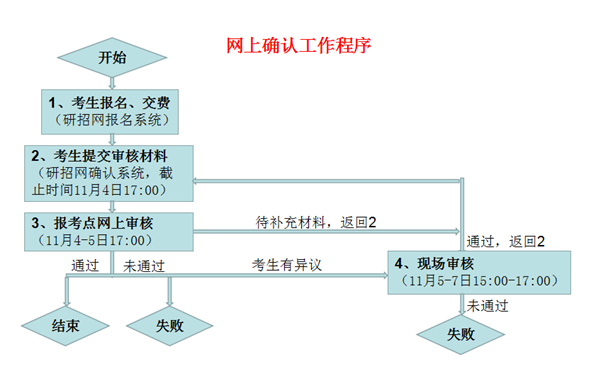 网上确认工作程序
开始
1、考生报名、交费
（研招网报名系统）
2、考生提交审核材料
（研招网确认系统，截
止时间11月4日17:00）
3、报考点网上审核
（11月4-5日17:00）
待补充材料，返回2
通过，返回2
通过
未通过
考生有异议
4、现场审核
（11月5-7日15:00-17:00）
未通过
结束
失败
失败